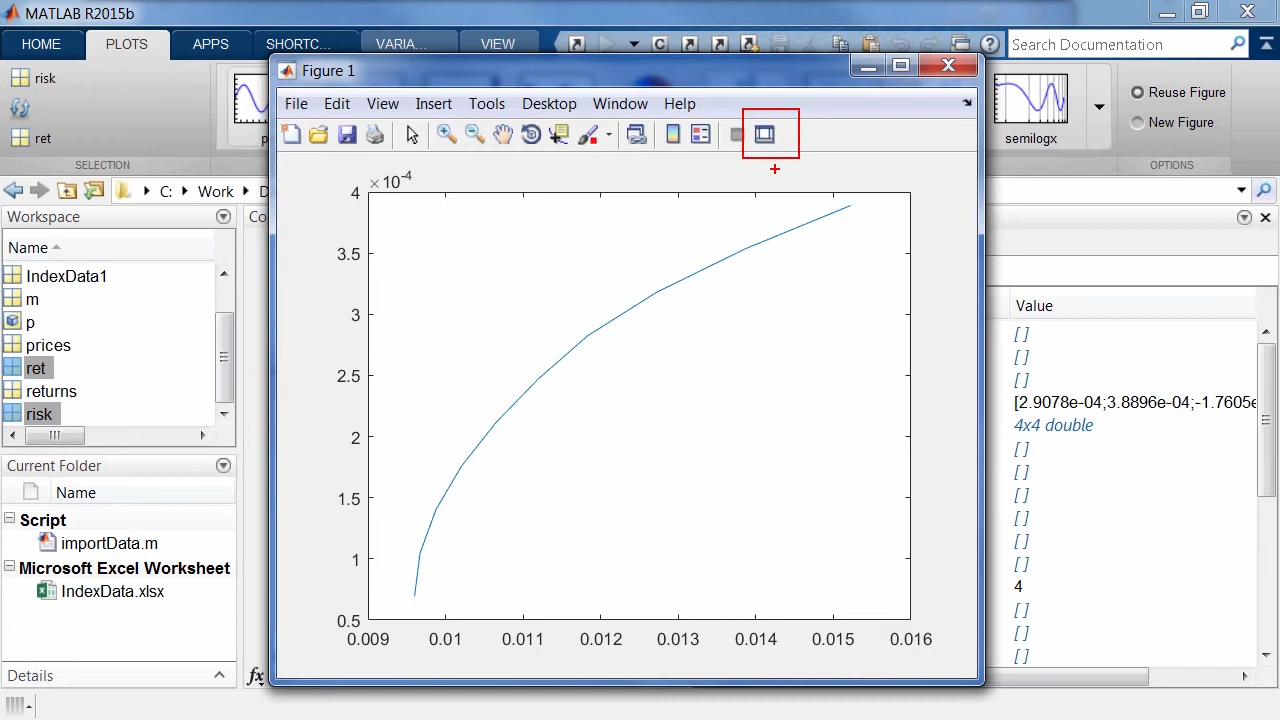 MATLAB R2015b
HOME PLOTS APPS SHORTC... VARIA... VIEW
Search Documentation
risk
ret
SELECTION
semilogx
Reuse Figure
New Figure
OPTIONS
Figure 1
File Edit View Insert Tools Desktop Window Help
C: Work
Workspace
Name
IndexData1
m
p
prices
ret
returns
risk
Current Folder
Name
Script
importData.m
Microsoft Excel Worksheet
IndexData.xlsx
Details
Co
fx
×10-4
4
3.5
3
2.5
2
1.5
1
0.5
0.009 0.01 0.011 0.012 0.013 0.014 0.015 0.016
Value
[ ]
[ ]
[ ]
[2.9078e-04;3.8896e-04;-1.7605e
4x4 double
[ ]
[ ]
[ ]
[ ]
[ ]
[ ]
4
[ ]
[ ]
[ ]